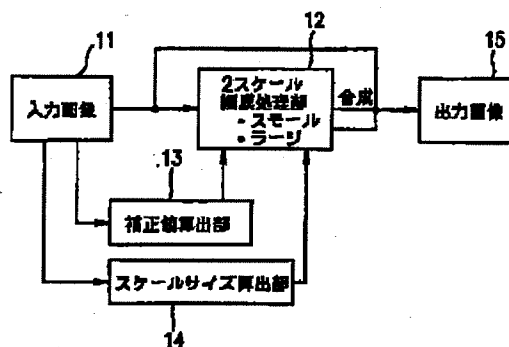 11
入力画像
12
2スケール
編成処理部
・スモール
・ラージ
合成
15
出力画像
13
補正値算出部
スケールサイズ算出部
14